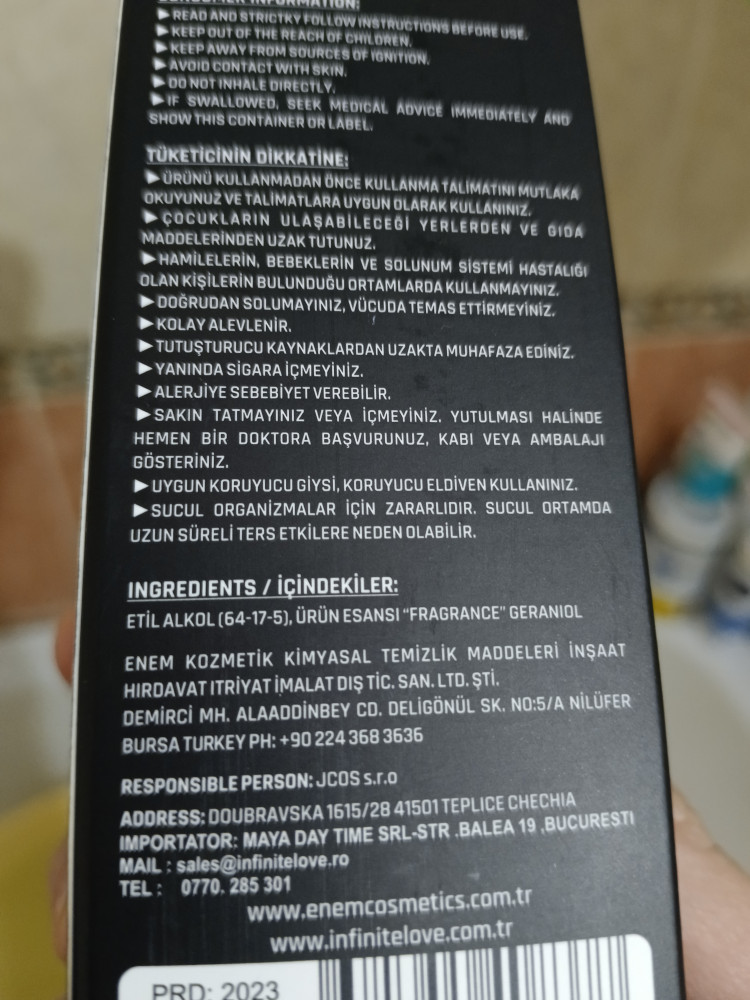 CONSUMER INFORMATION:
►READ AND STRICTKY FOLLOW INSTRUCTIONS BEFORE USE.
►KEEP OUT OF THE REACH OF CHILDREN.
►KEEP AWAY FROM SOURCES OF IGNITION.
►AVOID CONTACT WITH SKIN.
►DO NOT INHALE DIRECTLY.
►IF SWALLOWED, SEEK MEDICAL ADVICE IMMEDIATELY AND
SHOW THIS CONTAINER OR LABEL.
TÜKETİCİNİN DİKKATİNE:
►ÜRÜNÜ KULLANMADAN ÖNCE KULLANMA TALİMATINI MUTLAKA
OKUYUNUZ VE TALİMATLARA UYGUN OLARAK KULLANINIZ.
►ÇOCUKLARIN ULAŞABİLECEĞİ YERLERDEN VE GIDA
MADDELERİNDEN UZAK TUTUNUZ.
►HAMİLELERİN, BEBEKLERİN VE SOLUNUM SİSTEMİ HASTALIĞI
OLAN KİŞİLERİN BULUNDUĞU ORTAMLARDA KULLANMAYINIZ.
►DOĞRUDAN SOLUMAYINIZ, VÜCUDA TEMAS ETTİRMEYİNİZ.
►KOLAY ALEVLENİR.
►TUTUŞTURUCU KAYNAKLARDAN UZAKTA MUHAFAZA EDİNİZ.
►YANINDA SİGARA İÇMEYİNİZ.
►ALERJİYE SEBEBİYET VEREBİLİR.
►SAKIN TATMAYINIZ VEYA İÇMEYİNİZ. YUTULMASI HALİNDE
HEMEN BİR DOKTORA BAŞVURUNUZ, KABI VEYA AMBALAJI
GÖSTERİNİZ.
►UYGUN KORUYUCU GİYSİ, KORUYUCU ELDİVEN KULLANINIZ.
►SUCUL ORGANİZMALAR İÇİN ZARARLIDIR. SUCUL ORTAMDA
UZUN SÜRELİ TERS ETKİLERE NEDEN OLABİLİR.
INGREDIENTS / İÇİNDEKİLER:
ETİL ALKOL (64-17-5), ÜRÜN ESANSI "FRAGRANCE" GERANIOL
ENEM KOZMETİK KİMYASAL TEMİZLİK MADDELERİ İNŞAAT
HIRDAVAT ITRİYAT İMALAT DIŞ TİC. SAN. LTD. ŞTİ.
DEMİRCİ MH. ALAADDİNBEY CD. DELİGÖNÜL SK. NO:5/A NİLÜFER
BURSA TURKEY PH: +90 224 368 3636
RESPONSIBLE PERSON: JCOS s.r.o
ADDRESS: DOUBRAVSKA 1615/28 41501 TEPLICE CHECHIA
IMPORTATOR: MAYA DAY TIME SRL-STR .BALEA 19 .BUCURESTI
MAIL : sales@infinitelove.ro
TEL : 0770. 285 301
www.enemcosmetics.com.tr
www.infinitelove.com.tr
PRD: 2023